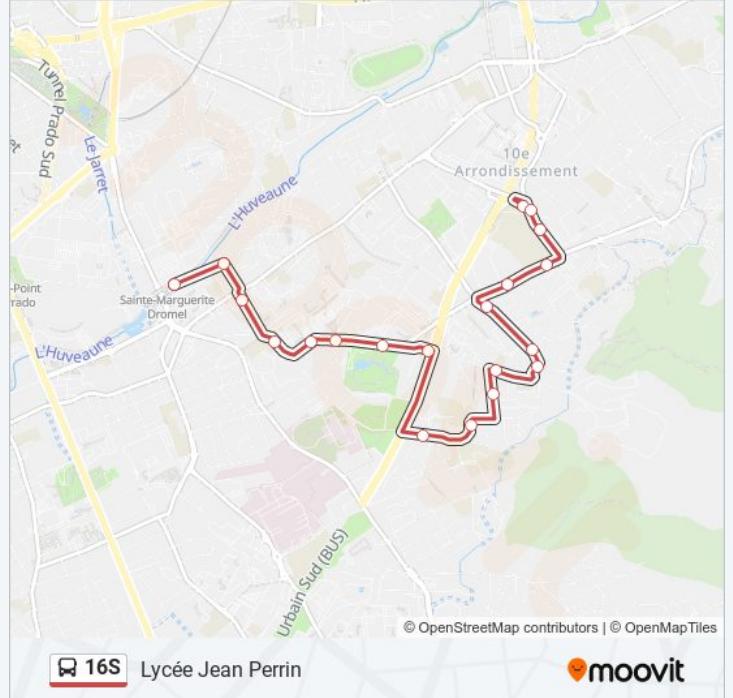 Tunnel Prado Sud
Le Jarret
10e
Arrondissement
L'Huveaune
-Point
rado
Sainte-Marguerite
Dromel
L'Huveaune
Urbain Sud (BUS)
© OpenStreetMap contributors | © OpenMapTiles
16S Lycée Jean Perrin
moovit